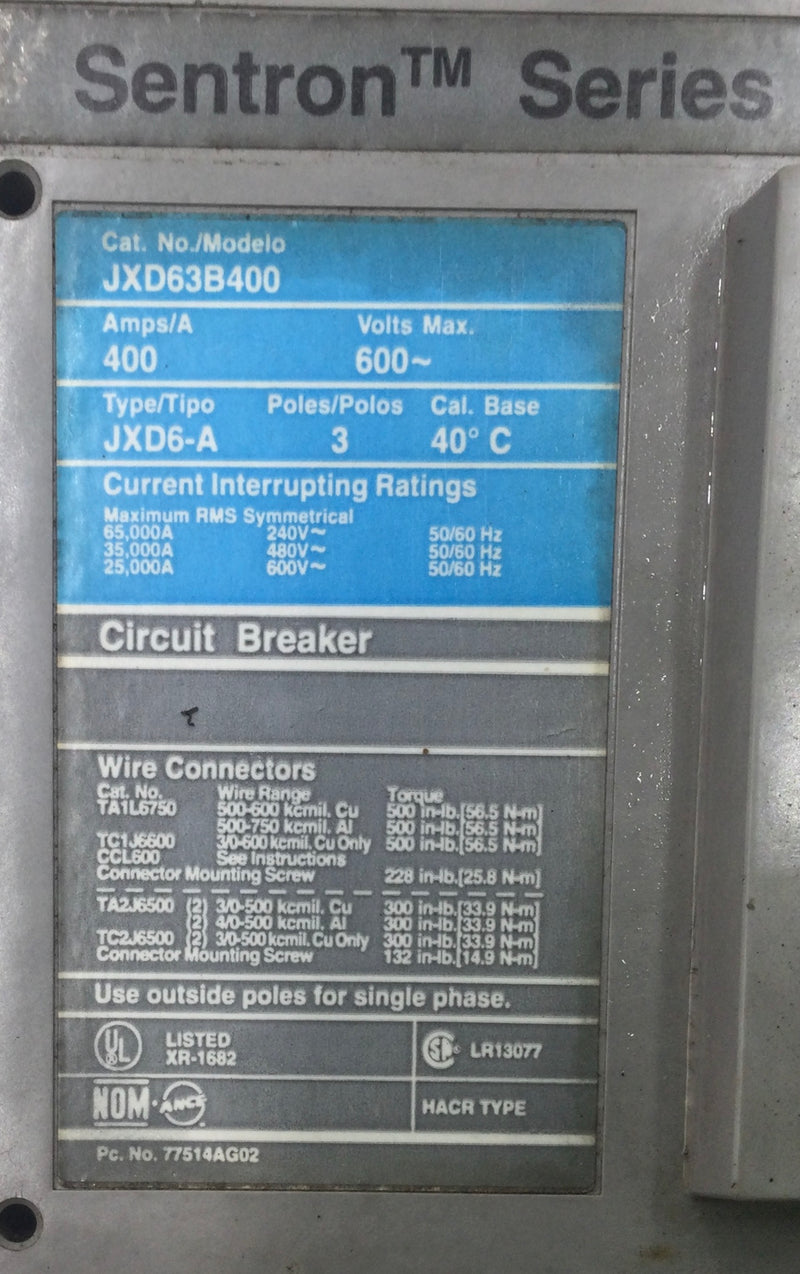 Sentron™ Series
Cat. No./Modelo
JXD63B400
Amps/A Volts Max.
400 600~
Type/Tipo Poles/Polos Cal. Base
JXD6-A 3 40° C
Current Interrupting Ratings
Maximum RMS Symmetrical
65,000A 240V~ 50/60 Hz
35,000A 480V~ 50/60 Hz
25,000A 600V~ 50/60 Hz
Circuit Breaker
Wire Connectors
Cat. No. Wire Range Torque
TA1L6750 500-600 kcmil. Cu 500 in-lb.[56.5 N-m]
500-750 kcmil. Al 500 in-lb.[56.5 N-m]
TC1J6600 3/0-600 kcmil. Cu Only 500 in-lb.[56.5 N-m]
CCL600 See Instructions
Connector Mounting Screw 228 in-lb.[25.8 N-m]
TA2J6500 (2) 3/0-500 kcmil. Cu 300 in-lb.[33.9 N-m]
(2) 4/0-500 kcmil. Al 300 in-lb.[33.9 N-m]
TC2J6500 (2) 3/0-500 kcmil. Cu Only 300 in-lb.[33.9 N-m]
Connector Mounting Screw 132 in-lb.[14.9 N-m]
Use outside poles for single phase.
UL LISTED
XR-1682
SA LR13077
NOM·ANCE
HACR TYPE
Pc. No. 77514AG02